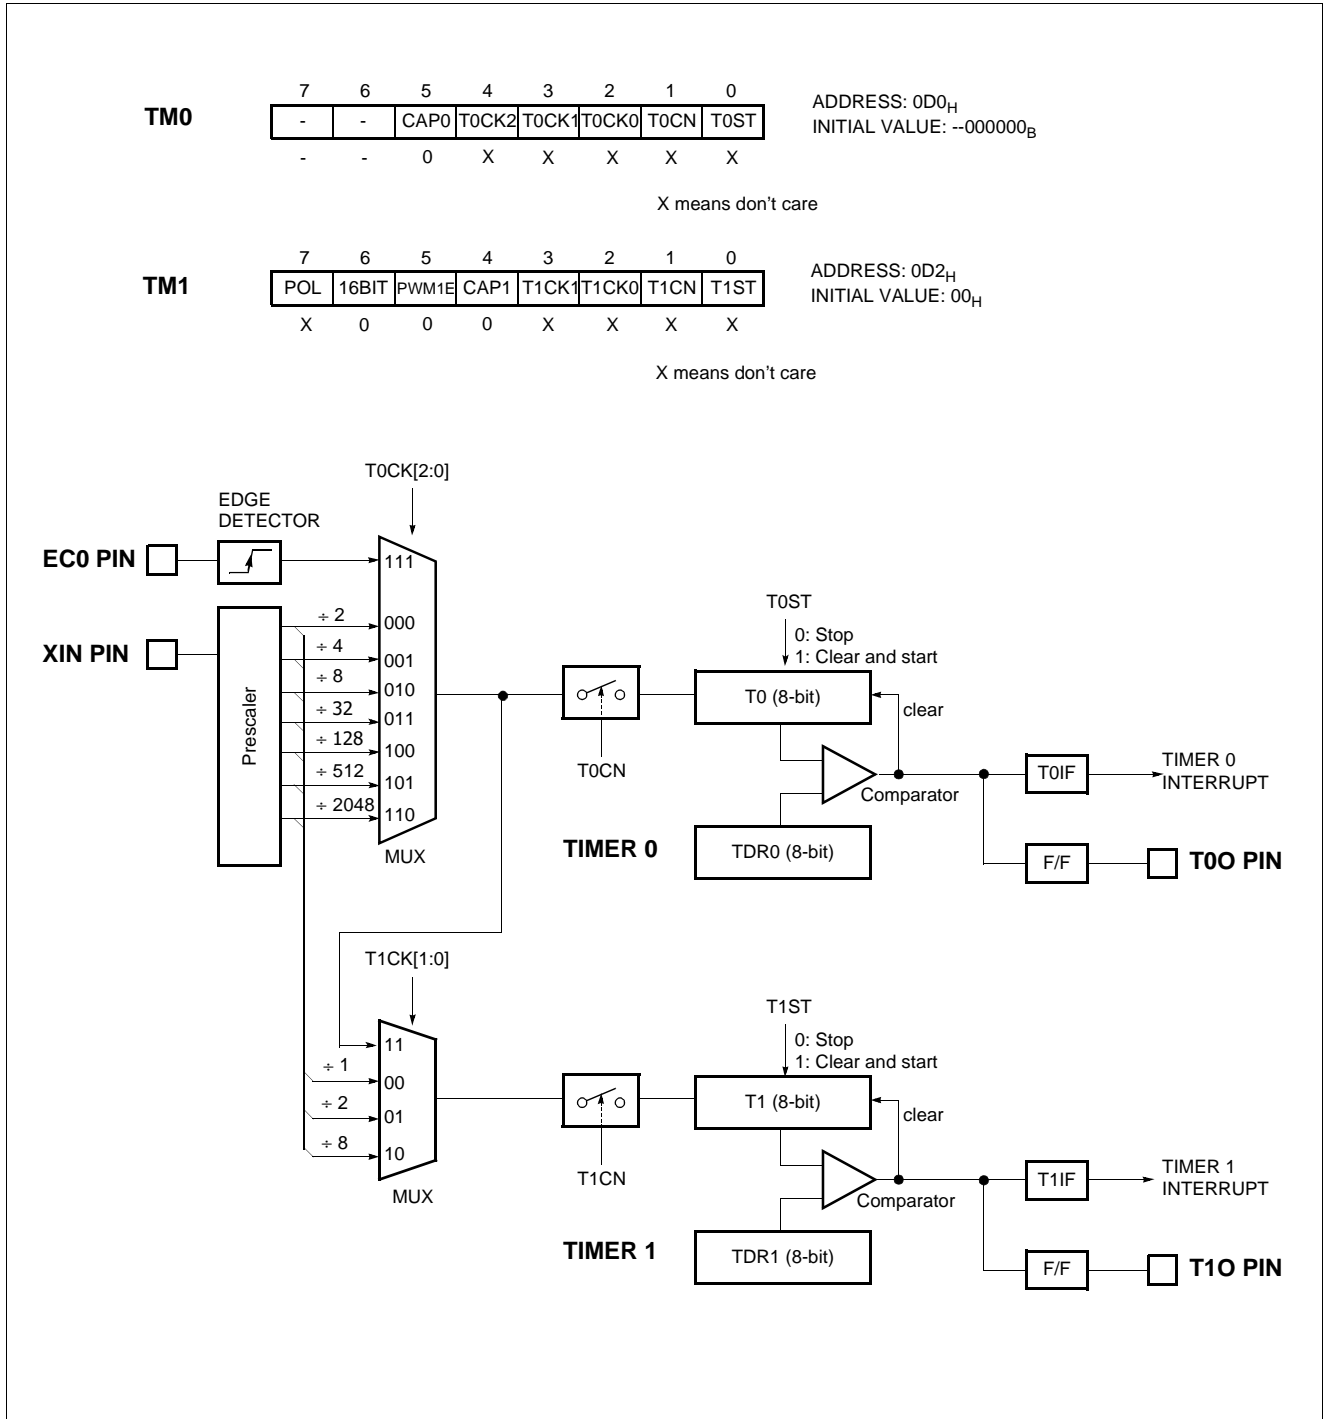 7 6 5 4 3 2 1 0
TM0 - - CAP0 T0CK2 T0CK1 T0CK0 T0CN T0ST
- - 0 X X X X X
ADDRESS: 0D0H
INITIAL VALUE: --000000B
X means don't care
7 6 5 4 3 2 1 0
TM1 POL 16BIT PWM1E CAP1 T1CK1 T1CK0 T1CN T1ST
X 0 0 0 X X X X
ADDRESS: 0D2H
INITIAL VALUE: 00H
X means don't care
T0CK[2:0]
EDGE
DETECTOR
EC0 PIN
111
XIN PIN
Prescaler
÷ 2
000
÷ 4
001
÷ 8
010
÷ 32
011
÷ 128
100
÷ 512
101
÷ 2048
110
MUX
T0CN
T0ST
0: Stop
1: Clear and start
T0 (8-bit)
clear
Comparator
TIMER 0
TDR0 (8-bit)
T0IF
TIMER 0
INTERRUPT
F/F
T0O PIN
T1CK[1:0]
11
÷ 1
00
÷ 2
01
÷ 8
10
MUX
T1CN
T1ST
0: Stop
1: Clear and start
T1 (8-bit)
clear
Comparator
TIMER 1
TDR1 (8-bit)
T1IF
TIMER 1
INTERRUPT
F/F
T1O PIN